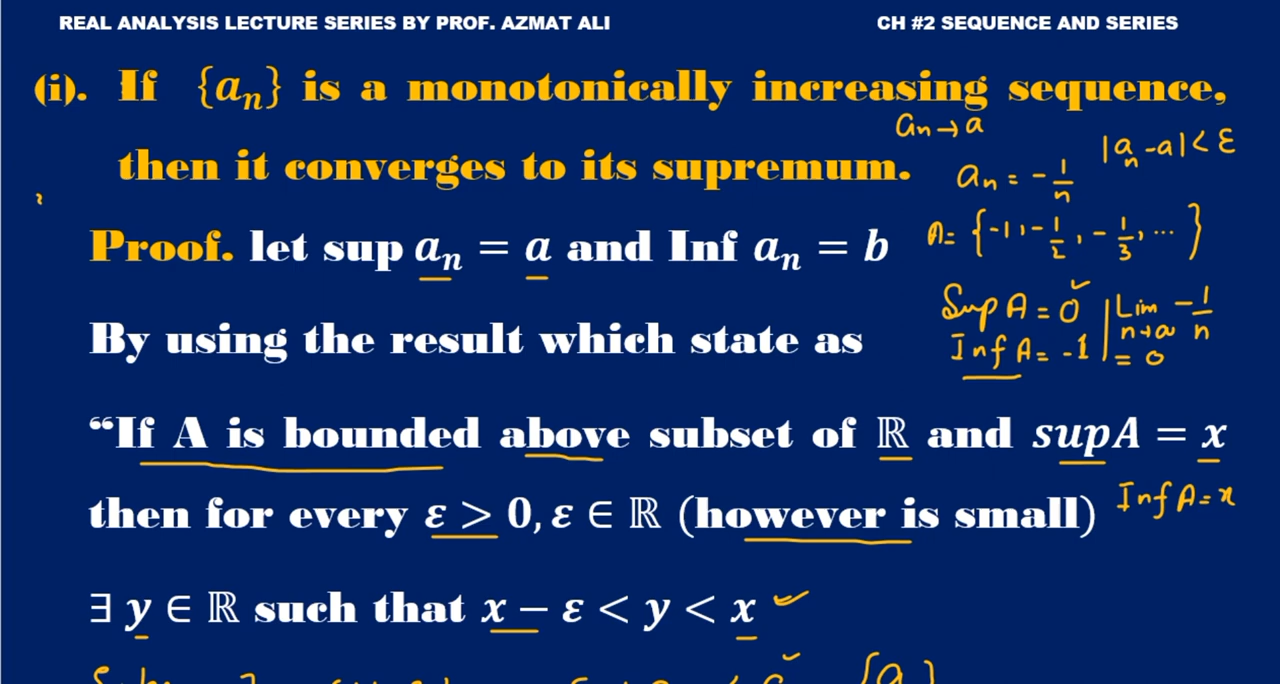 REAL ANALYSIS LECTURE SERIES BY PROF. AZMAT ALI
CH #2 SEQUENCE AND SERIES
(i). If {aₙ} is a monotonically increasing sequence,
aₙ → a
|aₙ - a| < ε
then it converges to its supremum.
aₙ = - 1/n
Proof. let sup aₙ = a and Inf aₙ = b
A = {-1, -1/2, -1/3, ... }
Sup A = 0
Inf A = -1
Lim n→∞ -1/n
= 0
By using the result which state as
“If A is bounded above subset of ℝ and supA = x
then for every ε > 0, ε ∈ ℝ (however is small)
Inf A = x
∃ y ∈ ℝ such that x − ε < y < x